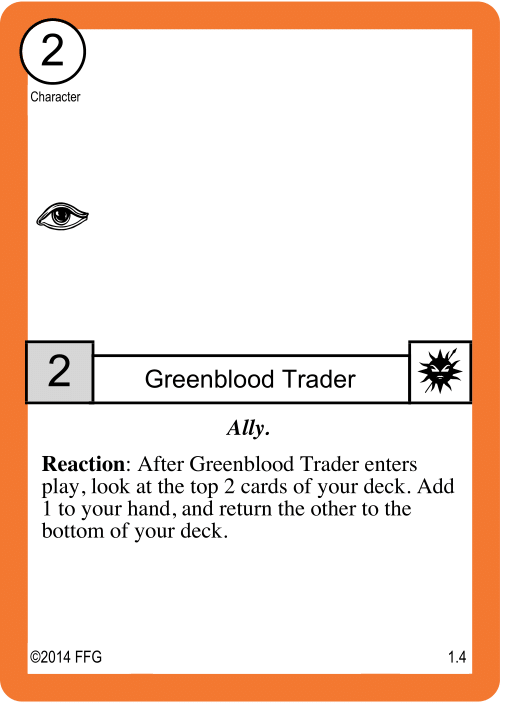 2
Character
2
Greenblood Trader
Ally.
Reaction: After Greenblood Trader enters
play, look at the top 2 cards of your deck. Add
1 to your hand, and return the other to the
bottom of your deck.
©2014 FFG
1.4